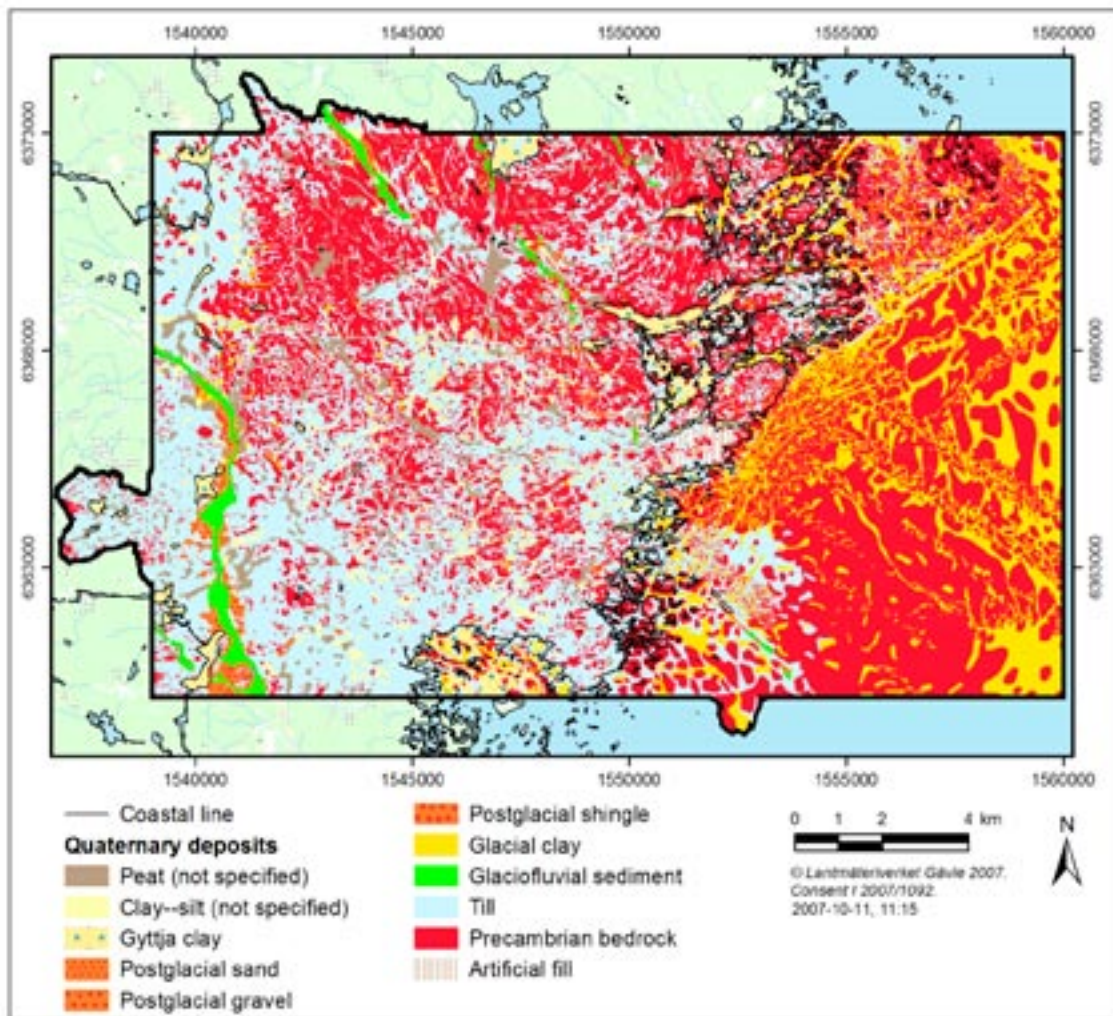 1540000 1545000 1550000 1555000 1560000
6373000 6373000
6368000 6368000
6363000 6363000
1540000 1545000 1550000 1555000 1560000
Coastal line
Quaternary deposits
Peat (not specified)
Clay--silt (not specified)
Gyttja clay
Postglacial sand
Postglacial gravel
Postglacial shingle
Glacial clay
Glaciofluvial sediment
Till
Precambrian bedrock
Artificial fill
0 1 2 4 km
N
© Lantmäteriverket Gävle 2007.
Consent I 2007/1092.
2007-10-11, 11:15